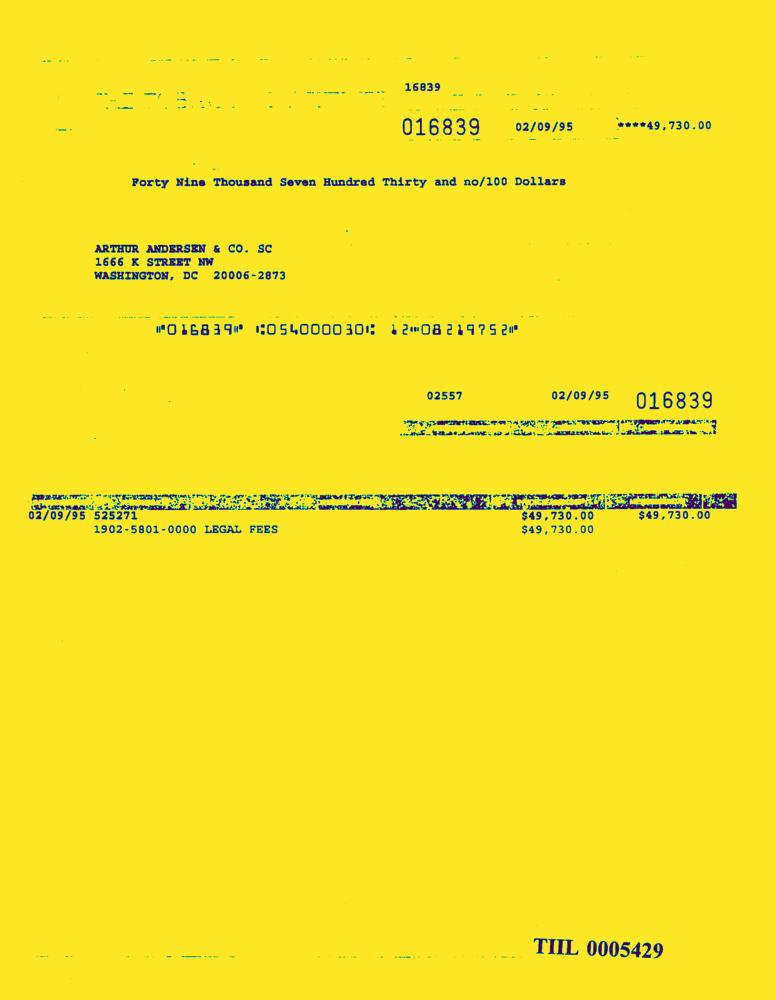 16839
016839 02/09/95 ****49,730.00
Forty Nine Thousand Seven Hundred Thirty and no/100 Dollars
ARTHUR ANDERSEN & CO. SC
1666 K STREET NW
WASHINGTON, DC 20006-2873
⑈016839⑈ ⑆054000030⑆ 12⑉08219752⑈
02557 02/09/95 016839
02/09/95 525271 $49,730.00 $49,730.00
1902-5801-0000 LEGAL FEES $49,730.00
TIIL 0005429